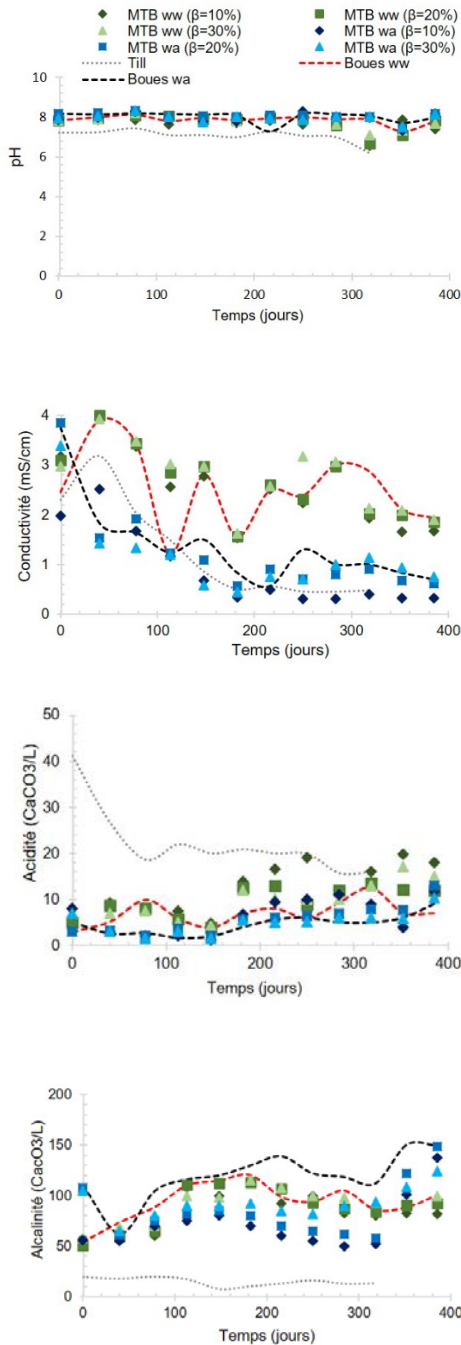 MTB ww (β=10%) MTB ww (β=20%)
MTB ww (β=30%) MTB wa (β=10%)
MTB wa (β=20%) MTB wa (β=30%)
Till Boues ww
Boues wa
10
8
6
4
2
0
pH
0 100 200 300 400
Temps (jours)
4
3
2
1
0
Conductivité (mS/cm)
0 100 200 300 400
Temps (jours)
50
40
30
20
10
0
Acidité (CaCO3/L)
0 100 200 300 400
Temps (jours)
200
150
100
50
0
Alcalinité (CacO3/L)
0 100 200 300 400
Temps (jours)